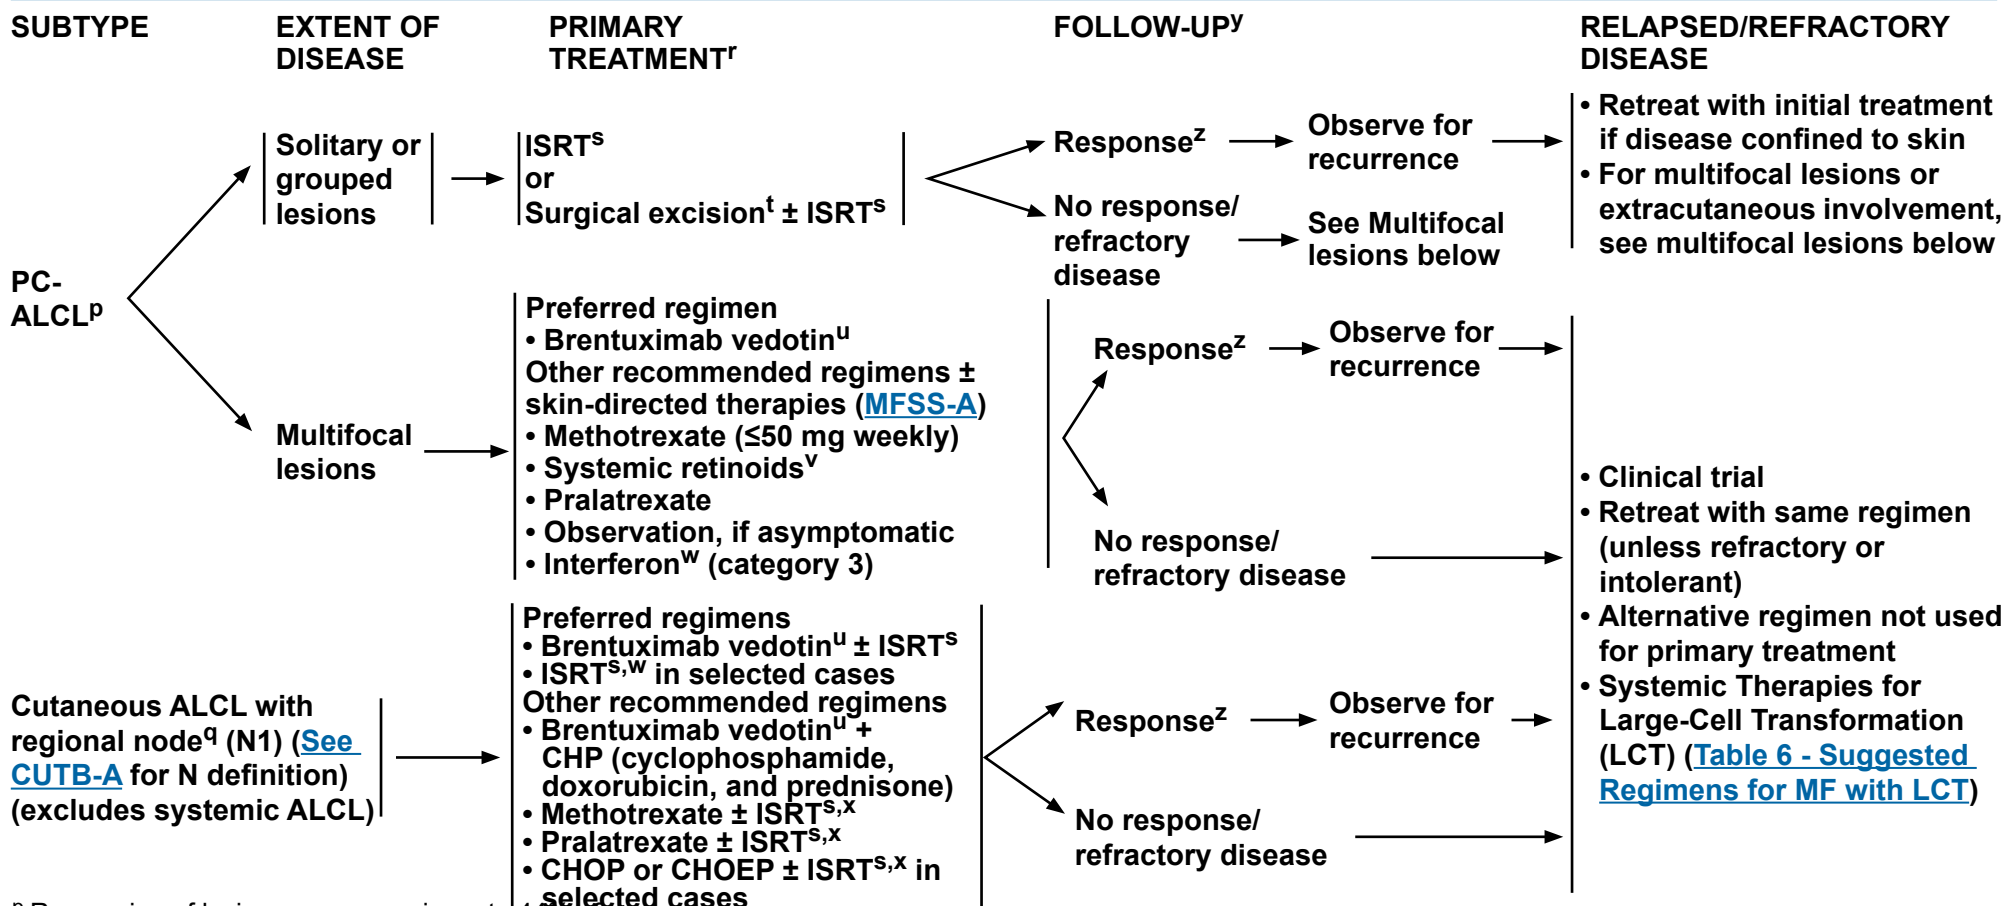 SUBTYPE
EXTENT OF
DISEASE
PRIMARY
TREATMENTr
FOLLOW-UPy
RELAPSED/REFRACTORY
DISEASE
PC-
ALCLp
Solitary or
grouped
lesions
ISRTs
or
Surgical excisiont ± ISRTs
Responsez
Observe for
recurrence
No response/
refractory
disease
See Multifocal
lesions below
• Retreat with initial treatment
if disease confined to skin
• For multifocal lesions or
extracutaneous involvement,
see multifocal lesions below
Multifocal
lesions
Preferred regimen
• Brentuximab vedotinu
Other recommended regimens ±
skin-directed therapies (MFSS-A)
• Methotrexate (≤50 mg weekly)
• Systemic retinoidsv
• Pralatrexate
• Observation, if asymptomatic
• Interferonw (category 3)
Responsez
Observe for
recurrence
No response/
refractory disease
Cutaneous ALCL with
regional nodeq (N1) (See
CUTB-A for N definition)
(excludes systemic ALCL)
Preferred regimens
• Brentuximab vedotinu ± ISRTs
• ISRTs,w in selected cases
Other recommended regimens
• Brentuximab vedotinu +
CHP (cyclophosphamide,
doxorubicin, and prednisone)
• Methotrexate ± ISRTs,x
• Pralatrexate ± ISRTs,x
• CHOP or CHOEP ± ISRTs,x in
selected cases
Responsez
Observe for
recurrence
No response/
refractory disease
• Clinical trial
• Retreat with same regimen
(unless refractory or
intolerant)
• Alternative regimen not used
for primary treatment
• Systemic Therapies for
Large-Cell Transformation
(LCT) (Table 6 - Suggested
Regimens for MF with LCT)